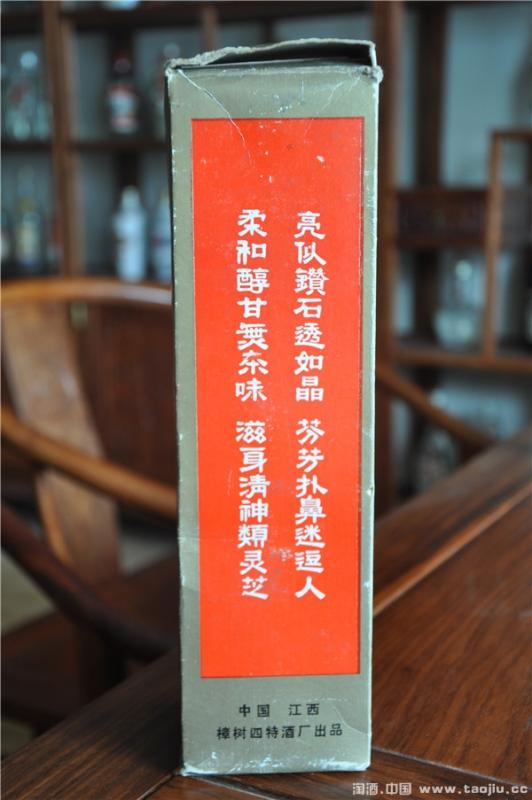 亮似鑽石透如晶 芬芳扑鼻迷逗人
柔和醇甘無杂味 滋身清神類灵芝
中国 江西
樟树四特酒厂出品
淘酒.中国 www.taojiu.cc